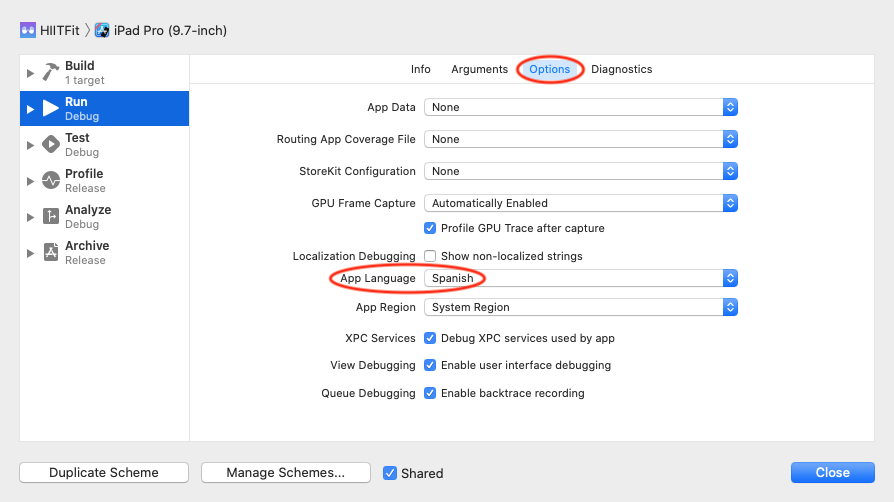 HIITFit iPad Pro (9.7-inch)
Build
1 target
Run
Debug
Test
Debug
Profile
Release
Analyze
Debug
Archive
Release
Info Arguments Options Diagnostics
App Data None
Routing App Coverage File None
StoreKit Configuration None
GPU Frame Capture Automatically Enabled
Profile GPU Trace after capture
Localization Debugging Show non-localized strings
App Language Spanish
App Region System Region
XPC Services Debug XPC services used by app
View Debugging Enable user interface debugging
Queue Debugging Enable backtrace recording
Duplicate Scheme Manage Schemes... Shared Close